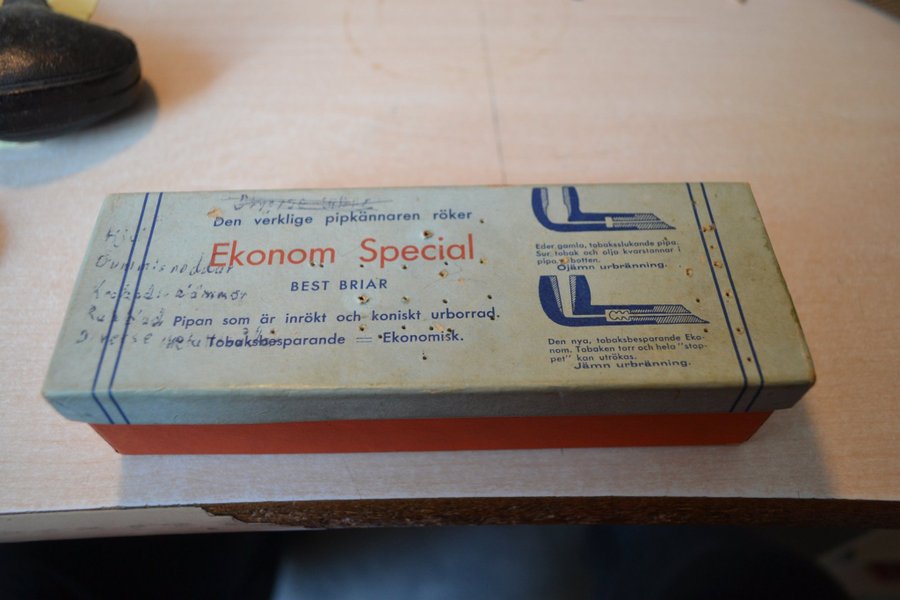 Den verklige pipkännaren röker
Ekonom Special
BEST BRIAR
Pipan som är inrökt och koniskt urborrad.
Tobaksbesparande = Ekonomisk.
Eder gamla, tobaksslukande pipa.
Sur tobak och olja kvarstannar i
pipans botten.
Ojämn urbränning.
Den nya, tobaksbesparande Eko-
nom. Tobaken torr och hela "stop-
pet" kan utrökas.
Jämn urbränning.